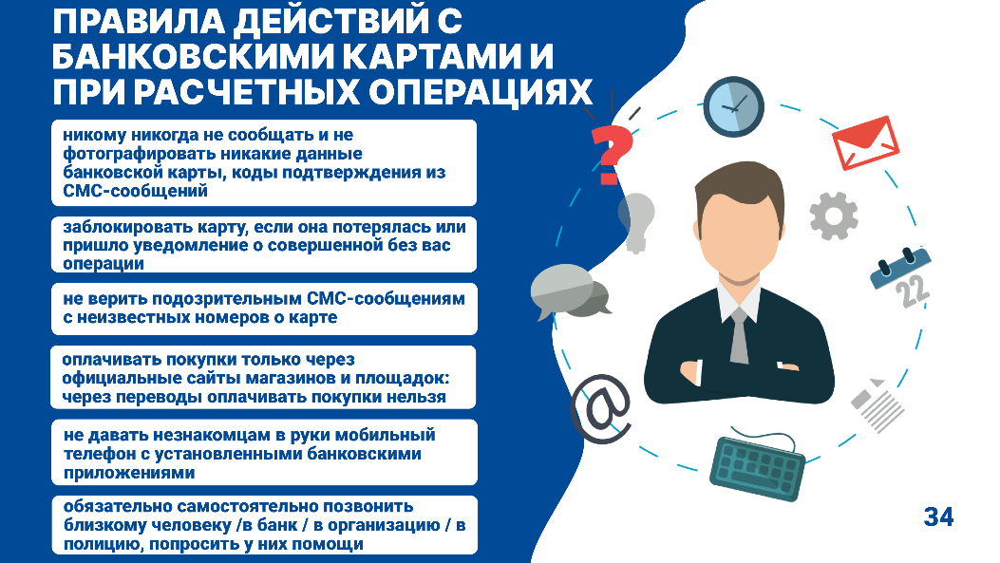 ПРАВИЛА ДЕЙСТВИЙ С
БАНКОВСКИМИ КАРТАМИ И
ПРИ РАСЧЕТНЫХ ОПЕРАЦИЯХ
никому никогда не сообщать и не
фотографировать никакие данные
банковской карты, коды подтверждения из
СМС-сообщений
заблокировать карту, если она потерялась или
пришло уведомление о совершенной без вас
операции
не верить подозрительным СМС-сообщениям
с неизвестных номеров о карте
оплачивать покупки только через
официальные сайты магазинов и площадок:
через переводы оплачивать покупки нельзя
не давать незнакомцам в руки мобильный
телефон с установленными банковскими
приложениями
обязательно самостоятельно позвонить
близкому человеку /в банк / в организацию / в
полицию, попросить у них помощи
?
22
@
34